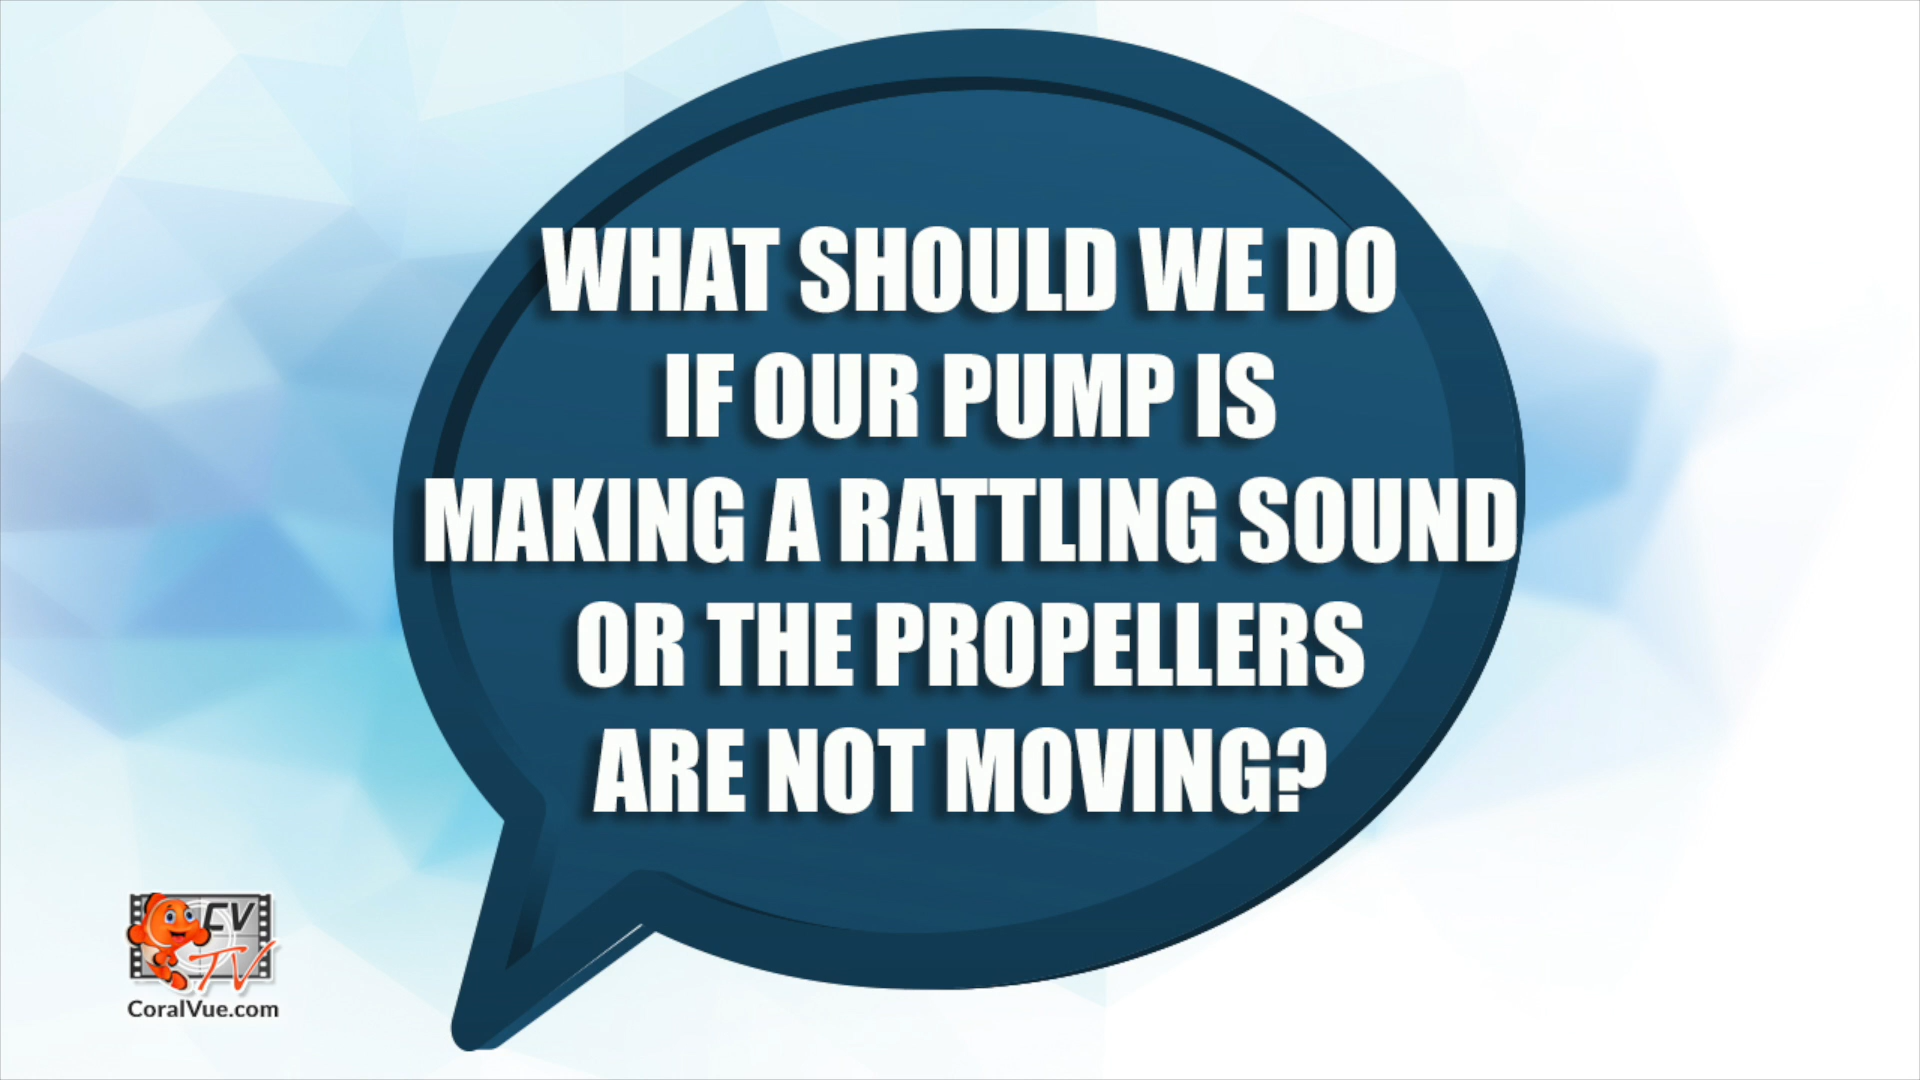 WHAT SHOULD WE DO
IF OUR PUMP IS
MAKING A RATTLING SOUND
OR THE PROPELLERS
ARE NOT MOVING?
CV
TV
CoralVue.com